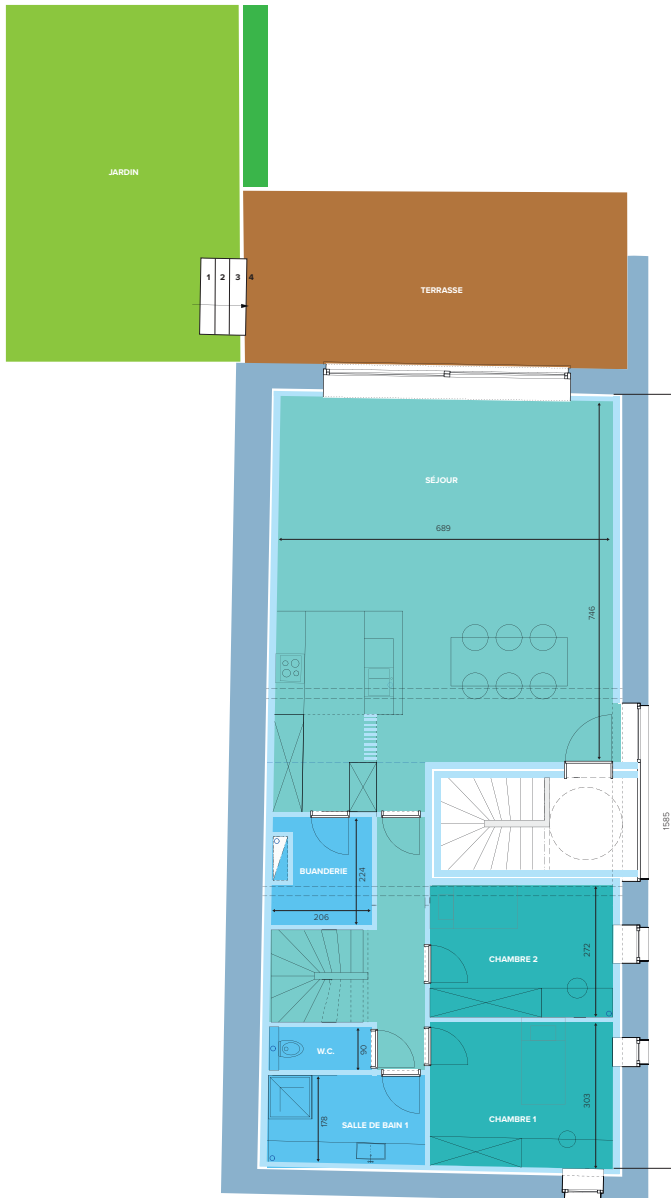 JARDIN
1 2 3 4
TERRASSE
SÉJOUR
689
746
1585
BUANDERIE
224
206
CHAMBRE 2
272
W.C.
90
CHAMBRE 1
303
SALLE DE BAIN 1
178